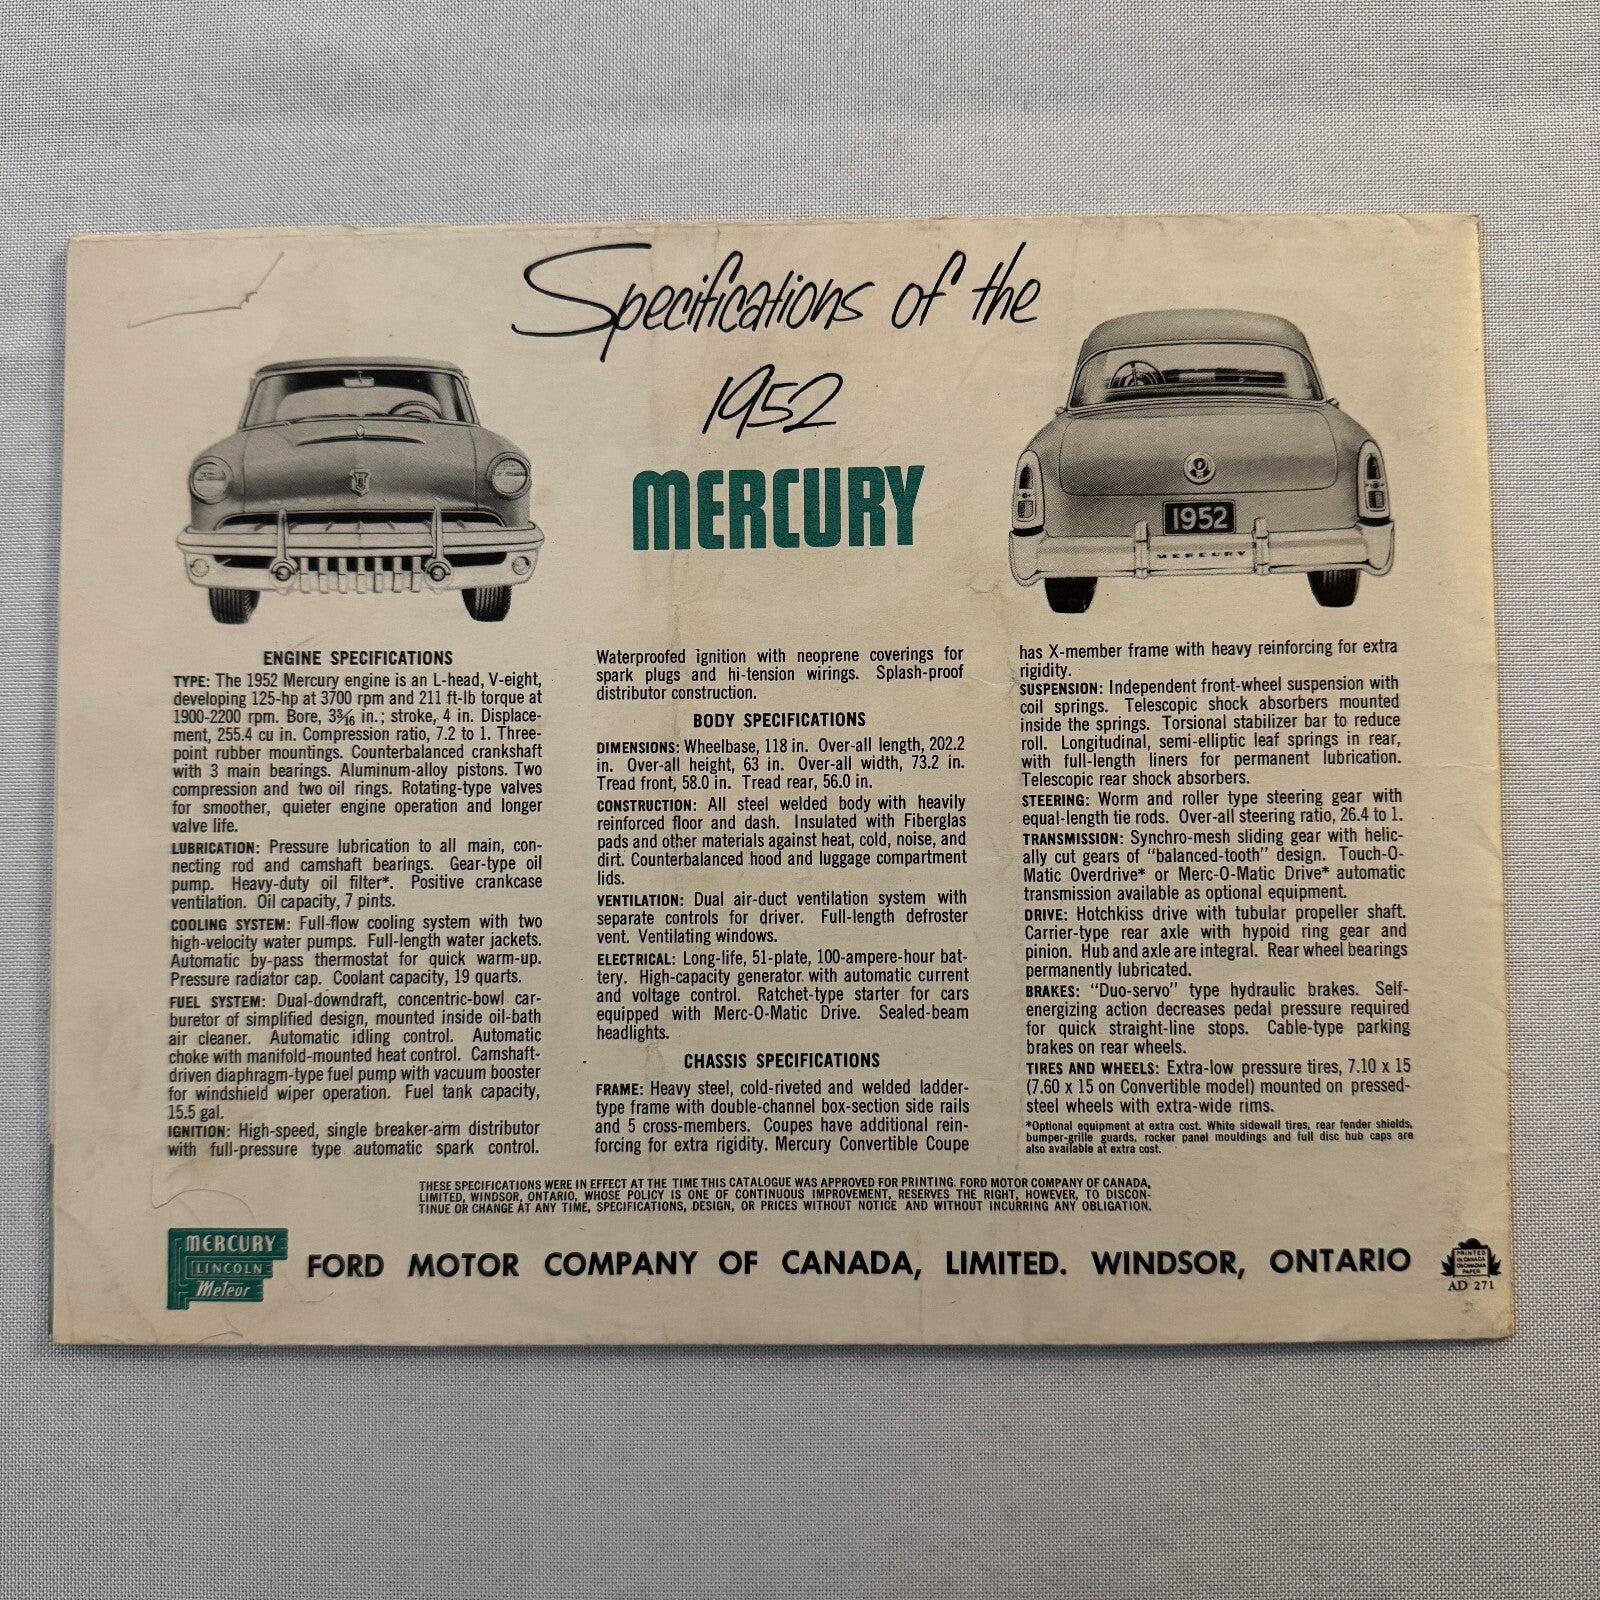 Specifications of the
1952
MERCURY
1952
MERCURY
ENGINE SPECIFICATIONS
TYPE: The 1952 Mercury engine is an L-head, V-eight,
developing 125-hp at 3700 rpm and 211 ft-lb torque at
1900-2200 rpm. Bore, 3 3/16 in.; stroke, 4 in. Displace-
ment, 255.4 cu in. Compression ratio, 7.2 to 1. Three-
point rubber mountings. Counterbalanced crankshaft
with 3 main bearings. Aluminum-alloy pistons. Two
compression and two oil rings. Rotating-type valves
for smoother, quieter engine operation and longer
valve life.
LUBRICATION: Pressure lubrication to all main, con-
necting rod and camshaft bearings. Gear-type oil
pump. Heavy-duty oil filter*. Positive crankcase
ventilation. Oil capacity, 7 pints.
COOLING SYSTEM: Full-flow cooling system with two
high-velocity water pumps. Full-length water jackets.
Automatic by-pass thermostat for quick warm-up.
Pressure radiator cap. Coolant capacity, 19 quarts.
FUEL SYSTEM: Dual-downdraft, concentric-bowl car-
buretor of simplified design, mounted inside oil-bath
air cleaner. Automatic idling control. Automatic
choke with manifold-mounted heat control. Camshaft-
driven diaphragm-type fuel pump with vacuum booster
for windshield wiper operation. Fuel tank capacity,
15.5 gal.
IGNITION: High-speed, single breaker-arm distributor
with full-pressure type automatic spark control.
Waterproofed ignition with neoprene coverings for
spark plugs and hi-tension wirings. Splash-proof
distributor construction.
BODY SPECIFICATIONS
DIMENSIONS: Wheelbase, 118 in. Over-all length, 202.2
in. Over-all height, 63 in. Over-all width, 73.2 in.
Tread front, 58.0 in. Tread rear, 56.0 in.
CONSTRUCTION: All steel welded body with heavily
reinforced floor and dash. Insulated with Fiberglas
pads and other materials against heat, cold, noise, and
dirt. Counterbalanced hood and luggage compartment
lids.
VENTILATION: Dual air-duct ventilation system with
separate controls for driver. Full-length defroster
vent. Ventilating windows.
ELECTRICAL: Long-life, 51-plate, 100-ampere-hour bat-
tery. High-capacity generator with automatic current
and voltage control. Ratchet-type starter for cars
equipped with Merc-O-Matic Drive. Sealed-beam
headlights.
CHASSIS SPECIFICATIONS
FRAME: Heavy steel, cold-riveted and welded ladder-
type frame with double-channel box-section side rails
and 5 cross-members. Coupes have additional rein-
forcing for extra rigidity. Mercury Convertible Coupe
has X-member frame with heavy reinforcing for extra
rigidity.
SUSPENSION: Independent front-wheel suspension with
coil springs. Telescopic shock absorbers mounted
inside the springs. Torsional stabilizer bar to reduce
roll. Longitudinal, semi-elliptic leaf springs in rear,
with full-length liners for permanent lubrication.
Telescopic rear shock absorbers.
STEERING: Worm and roller type steering gear with
equal-length tie rods. Over-all steering ratio, 26.4 to 1.
TRANSMISSION: Synchro-mesh sliding gear with helic-
ally cut gears of "balanced-tooth" design. Touch-O-
Matic Overdrive* or Merc-O-Matic Drive* automatic
transmission available as optional equipment.
DRIVE: Hotchkiss drive with tubular propeller shaft.
Carrier-type rear axle with hypoid ring gear and
pinion. Hub and axle are integral. Rear wheel bearings
permanently lubricated.
BRAKES: "Duo-servo" type hydraulic brakes. Self-
energizing action decreases pedal pressure required
for quick straight-line stops. Cable-type parking
brakes on rear wheels.
TIRES AND WHEELS: Extra-low pressure tires, 7.10 x 15
(7.60 x 15 on Convertible model) mounted on pressed-
steel wheels with extra-wide rims.
*Optional equipment at extra cost. White sidewall tires, rear fender shields,
bumper-grille guards, rocker panel mouldings and full disc hub caps are
also available at extra cost.
THESE SPECIFICATIONS WERE IN EFFECT AT THE TIME THIS CATALOGUE WAS APPROVED FOR PRINTING. FORD MOTOR COMPANY OF CANADA,
LIMITED, WINDSOR, ONTARIO, WHOSE POLICY IS ONE OF CONTINUOUS IMPROVEMENT, RESERVES THE RIGHT, HOWEVER, TO DISCON-
TINUE OR CHANGE AT ANY TIME, SPECIFICATIONS, DESIGN, OR PRICES WITHOUT NOTICE AND WITHOUT INCURRING ANY OBLIGATION.
MERCURY
LINCOLN
Meteor
FORD MOTOR COMPANY OF CANADA, LIMITED. WINDSOR, ONTARIO
PRINTED
IN CANADA
ON CANADIAN
PAPER
AD 271